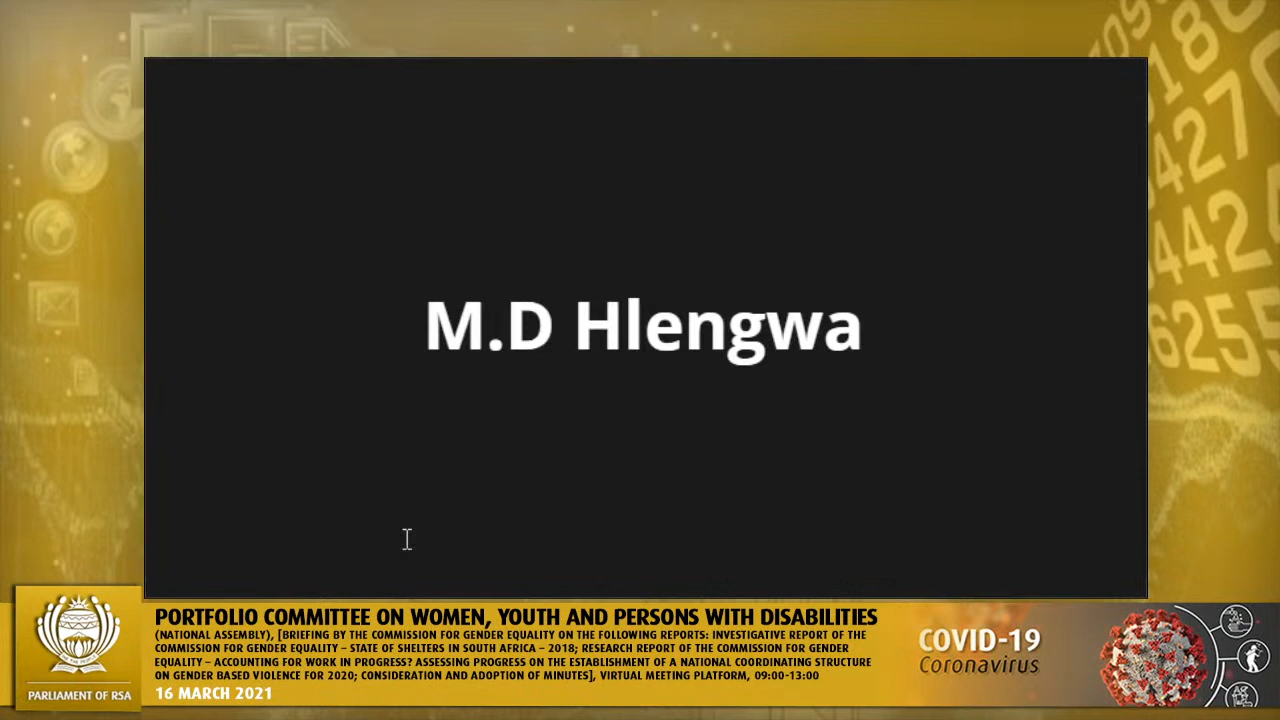 M.D Hlengwa
PORTFOLIO COMMITTEE ON WOMEN, YOUTH AND PERSONS WITH DISABILITIES
(NATIONAL ASSEMBLY), [BRIEFING BY THE COMMISSION FOR GENDER EQUALITY ON THE FOLLOWING REPORTS: INVESTIGATIVE REPORT OF THE
COMMISSION FOR GENDER EQUALITY – STATE OF SHELTERS IN SOUTH AFRICA – 2018; RESEARCH REPORT OF THE COMMISSION FOR GENDER
EQUALITY – ACCOUNTING FOR WORK IN PROGRESS? ASSESSING PROGRESS ON THE ESTABLISHMENT OF A NATIONAL COORDINATING STRUCTURE
ON GENDER BASED VIOLENCE FOR 2020; CONSIDERATION AND ADOPTION OF MINUTES], VIRTUAL MEETING PLATFORM, 09:00-13:00
16 MARCH 2021
PARLIAMENT OF RSA
COVID-19
Coronavirus